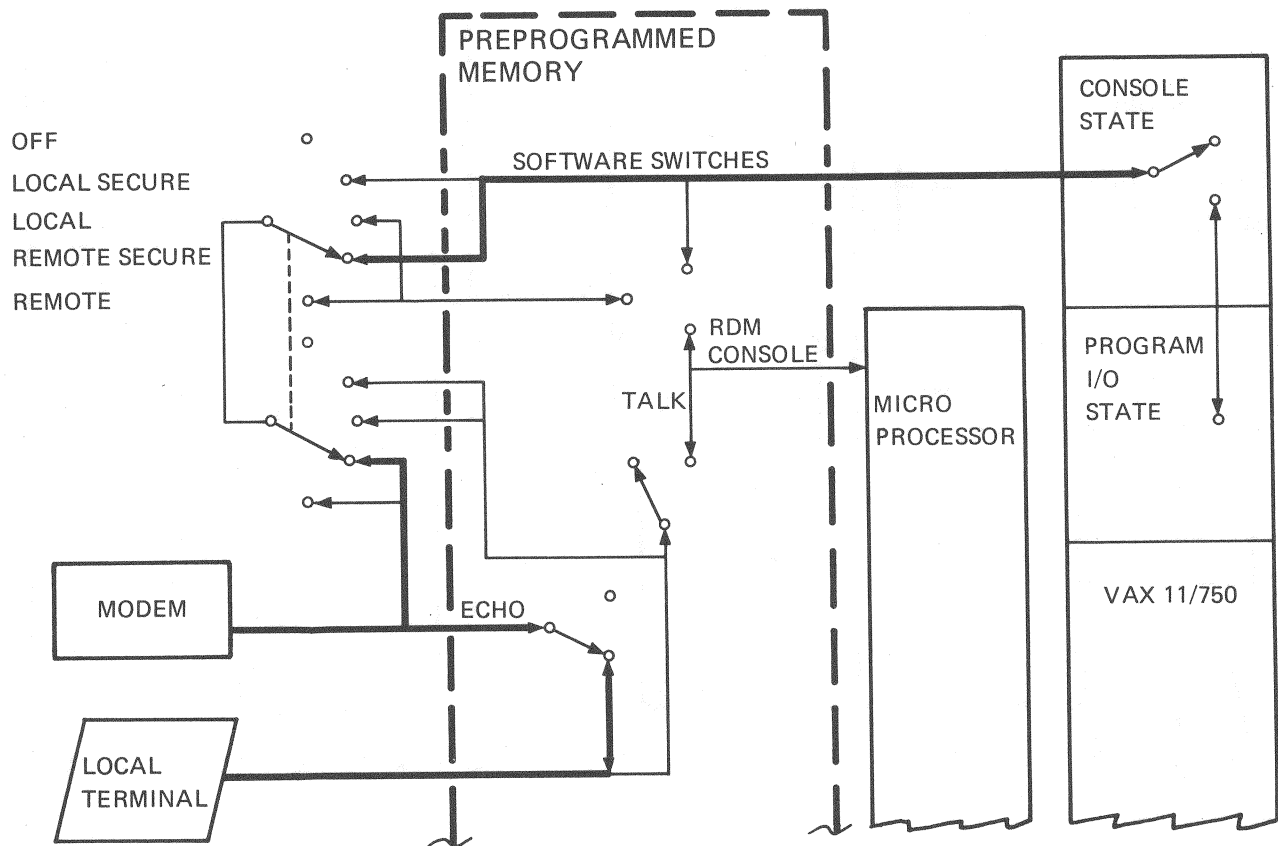 PREPROGRAMMED
MEMORY
CONSOLE
STATE
OFF
SOFTWARE SWITCHES
LOCAL SECURE
LOCAL
REMOTE SECURE
REMOTE
RDM
CONSOLE
PROGRAM
I/O
STATE
TALK
MICRO
PROCESSOR
MODEM
ECHO
VAX 11/750
LOCAL
TERMINAL